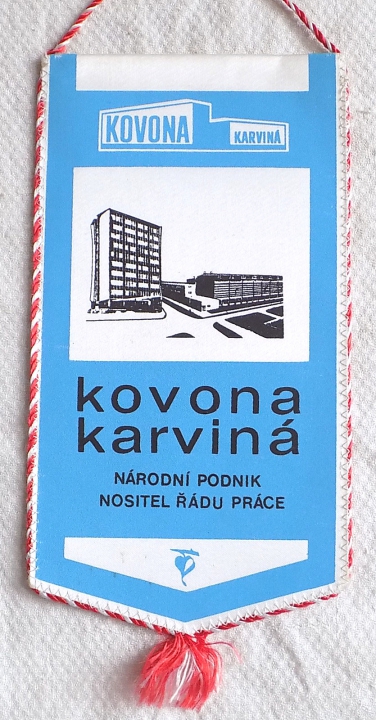 KOVONA KARVINÁ
kovona
karviná
NÁRODNÍ PODNIK
NOSITEL ŘÁDU PRÁCE